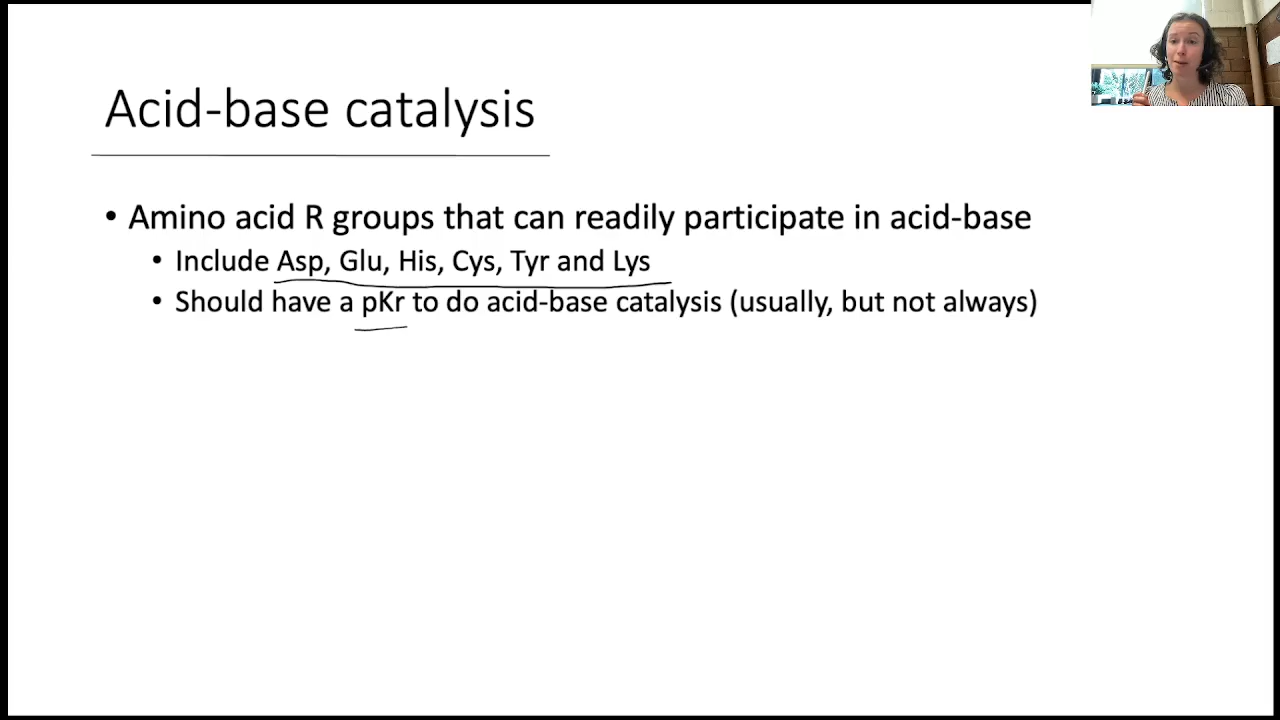 Acid-base catalysis
• Amino acid R groups that can readily participate in acid-base
• Include Asp, Glu, His, Cys, Tyr and Lys
• Should have a pKr to do acid-base catalysis (usually, but not always)